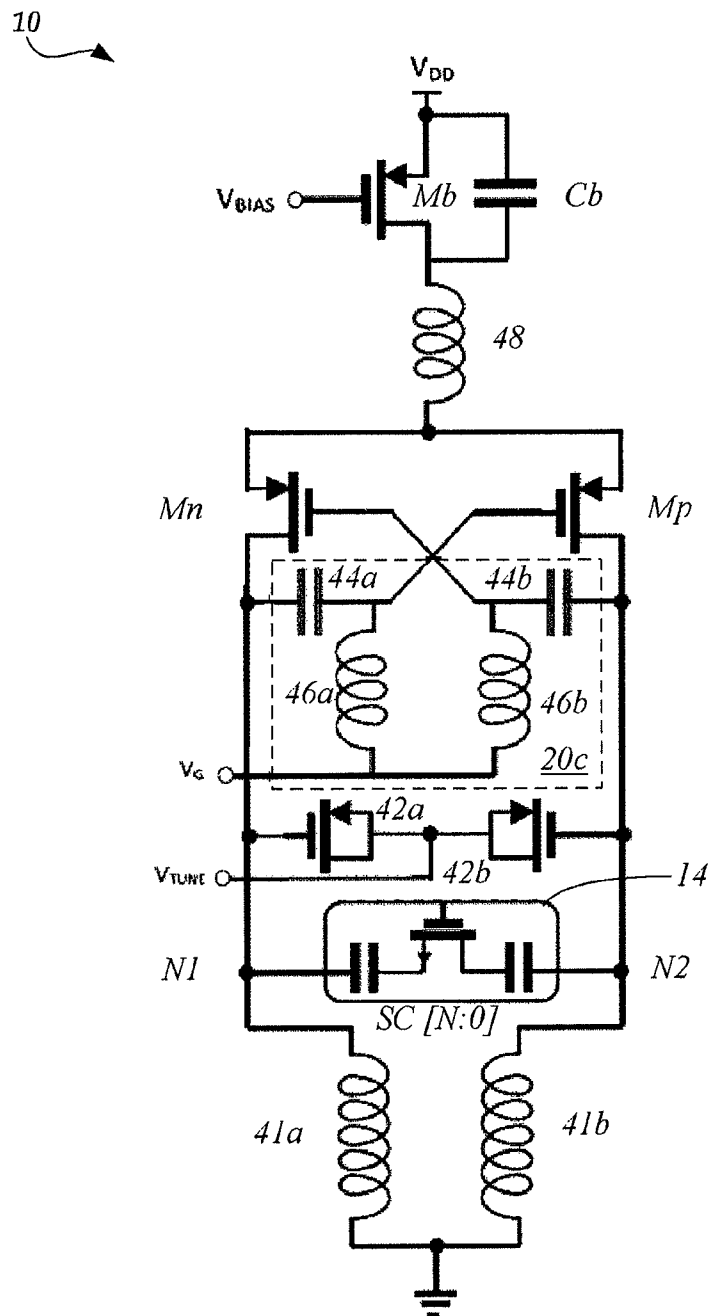 10
VDD
VBIAS
Mb
Cb
48
Mn
Mp
44a
44b
46a
46b
VG
20c
42a
VTUNE
42b
14
N1
N2
SC [N:0]
41a
41b